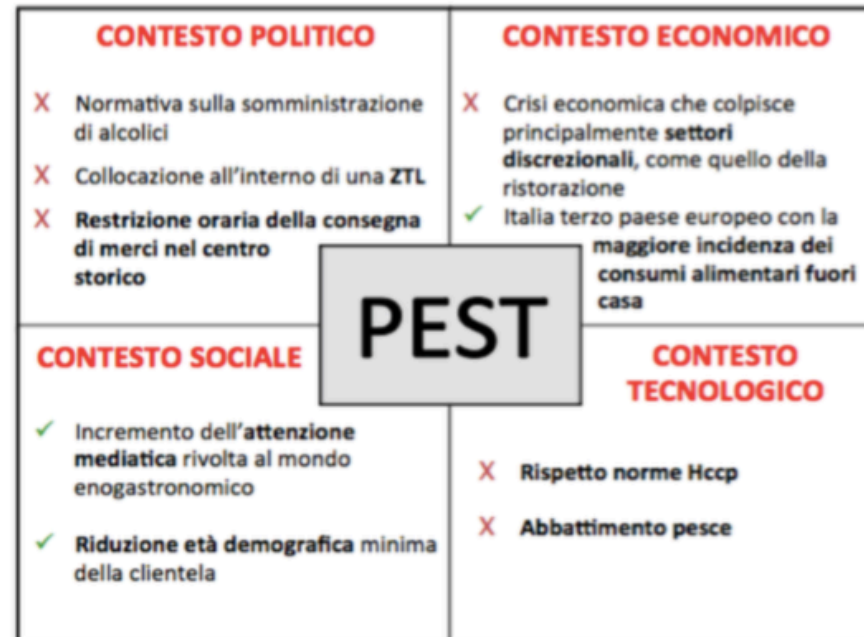 CONTESTO POLITICO
X Normativa sulla somministrazione
di alcolici
X Collocazione all'interno di una ZTL
X Restrizione oraria della consegna
di merci nel centro
storico
CONTESTO ECONOMICO
X Crisi economica che colpisce
principalmente settori
discrezionali, come quello della
ristorazione
✓ Italia terzo paese europeo con la
maggiore incidenza dei
consumi alimentari fuori
casa
PEST
CONTESTO SOCIALE
✓ Incremento dell'attenzione
mediatica rivolta al mondo
enogastronomico
✓ Riduzione età demografica minima
della clientela
CONTESTO
TECNOLOGICO
X Rispetto norme Hccp
X Abbattimento pesce